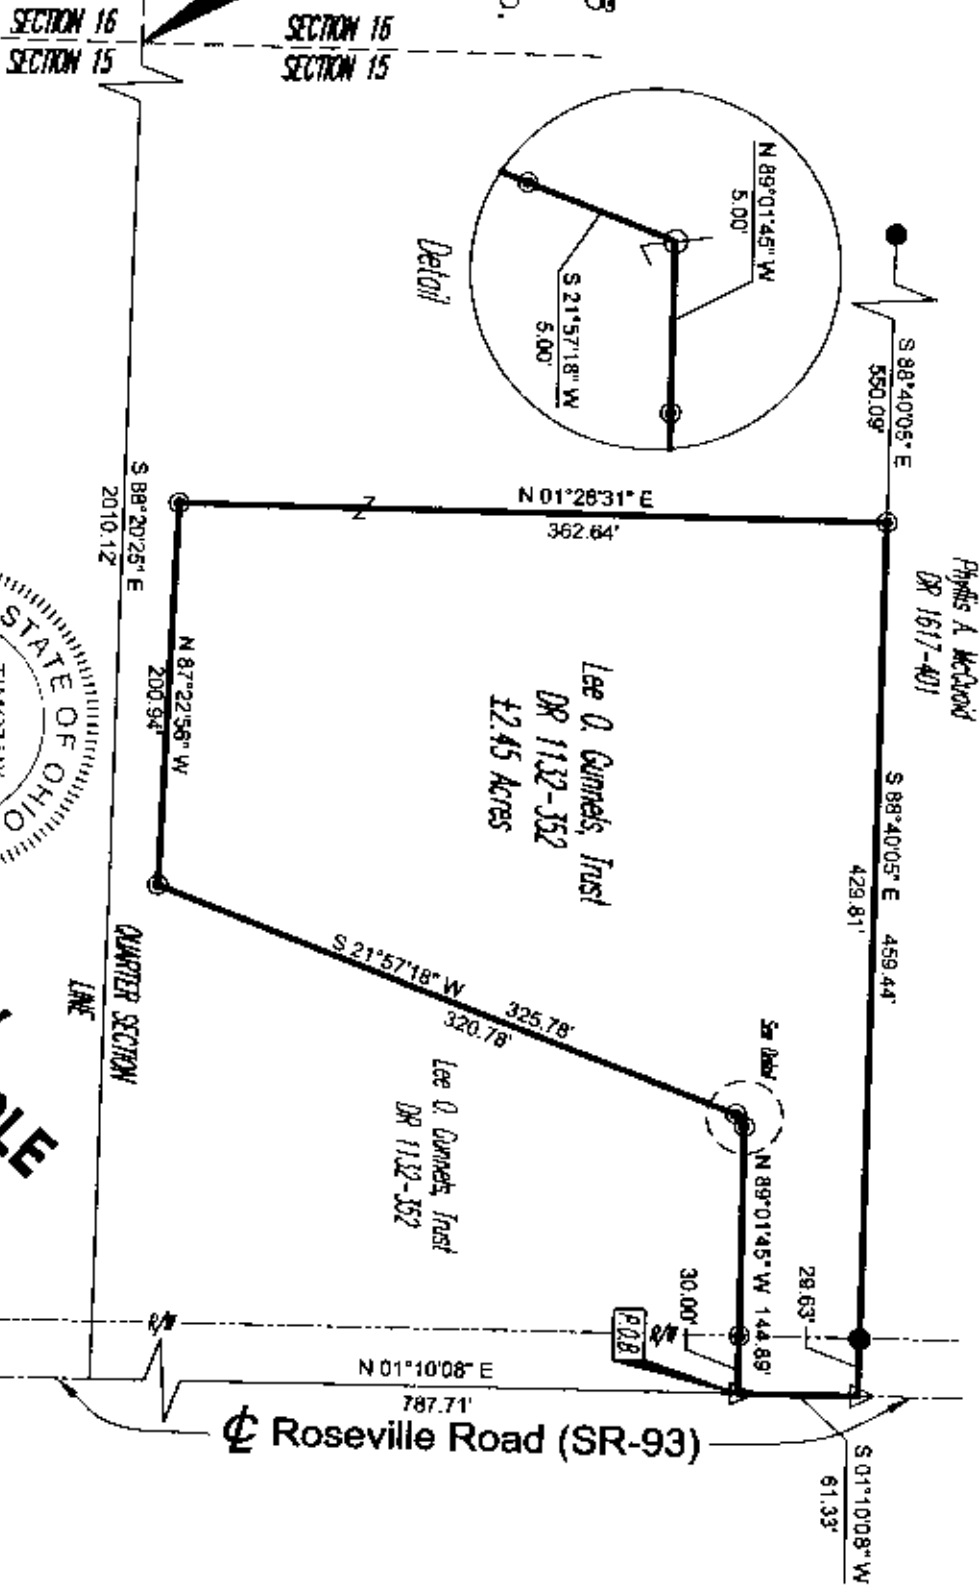 SECTION 16
SECTION 15
SECTION 16
SECTION 15
N 89°01'45" W
5.00'
S 21°57'18" W
5.00'
Detail
S 88°40'05" E
550.09'
Phyllis A. McQuoid
DR 1617-401
N 01°28'31" E
362.64'
S 88°20'25" E
2010.12'
N 87°22'56" W
200.94'
Lee O. Gunnels, Trust
DR 1132-352
±2.45 Acres
S 88°40'05" E 459.44'
429.81'
STATE OF OHIO
QUARTER SECTION
LINE
S 21°57'18" W 325.78'
320.78'
See Detail
Lee O. Gunnels, Trust
DR 1132-352
N 89°01'45" W 144.89'
30.00'
29.63'
R/W
R/W
P.O.B.
N 01°10'08" E
787.71'
℄ Roseville Road (SR-93)
S 01°10'08" W
61.33'